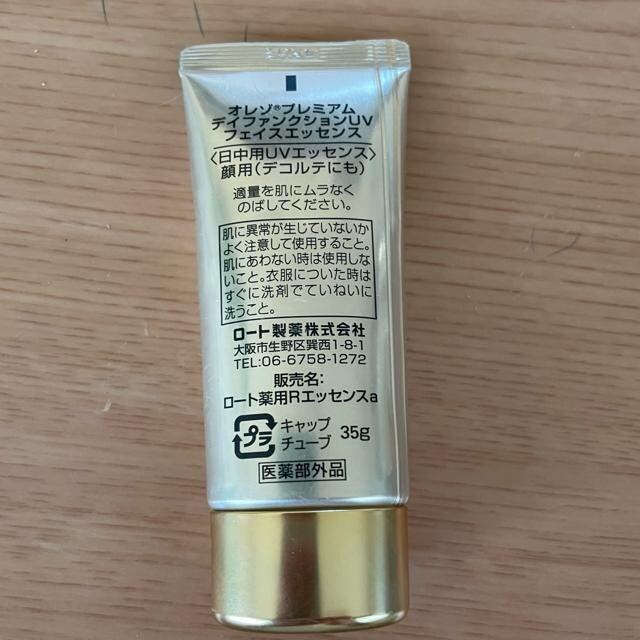 オレゾ®プレミアム
デイファンクションUV
フェイスエッセンス
〈日中用UVエッセンス〉
顔用(デコルテにも)
適量を肌にムラなく
のばしてください。
肌に異常が生じていないか
よく注意して使用すること。
肌にあわない時は使用しな
いこと。衣服についた時は
すぐに洗剤でていねいに
洗うこと。
ロート製薬株式会社
大阪市生野区巽西1-8-1
TEL:06-6758-1272
販売名:
ロート薬用Rエッセンスa
プラ
キャップ
チューブ 35g
医薬部外品